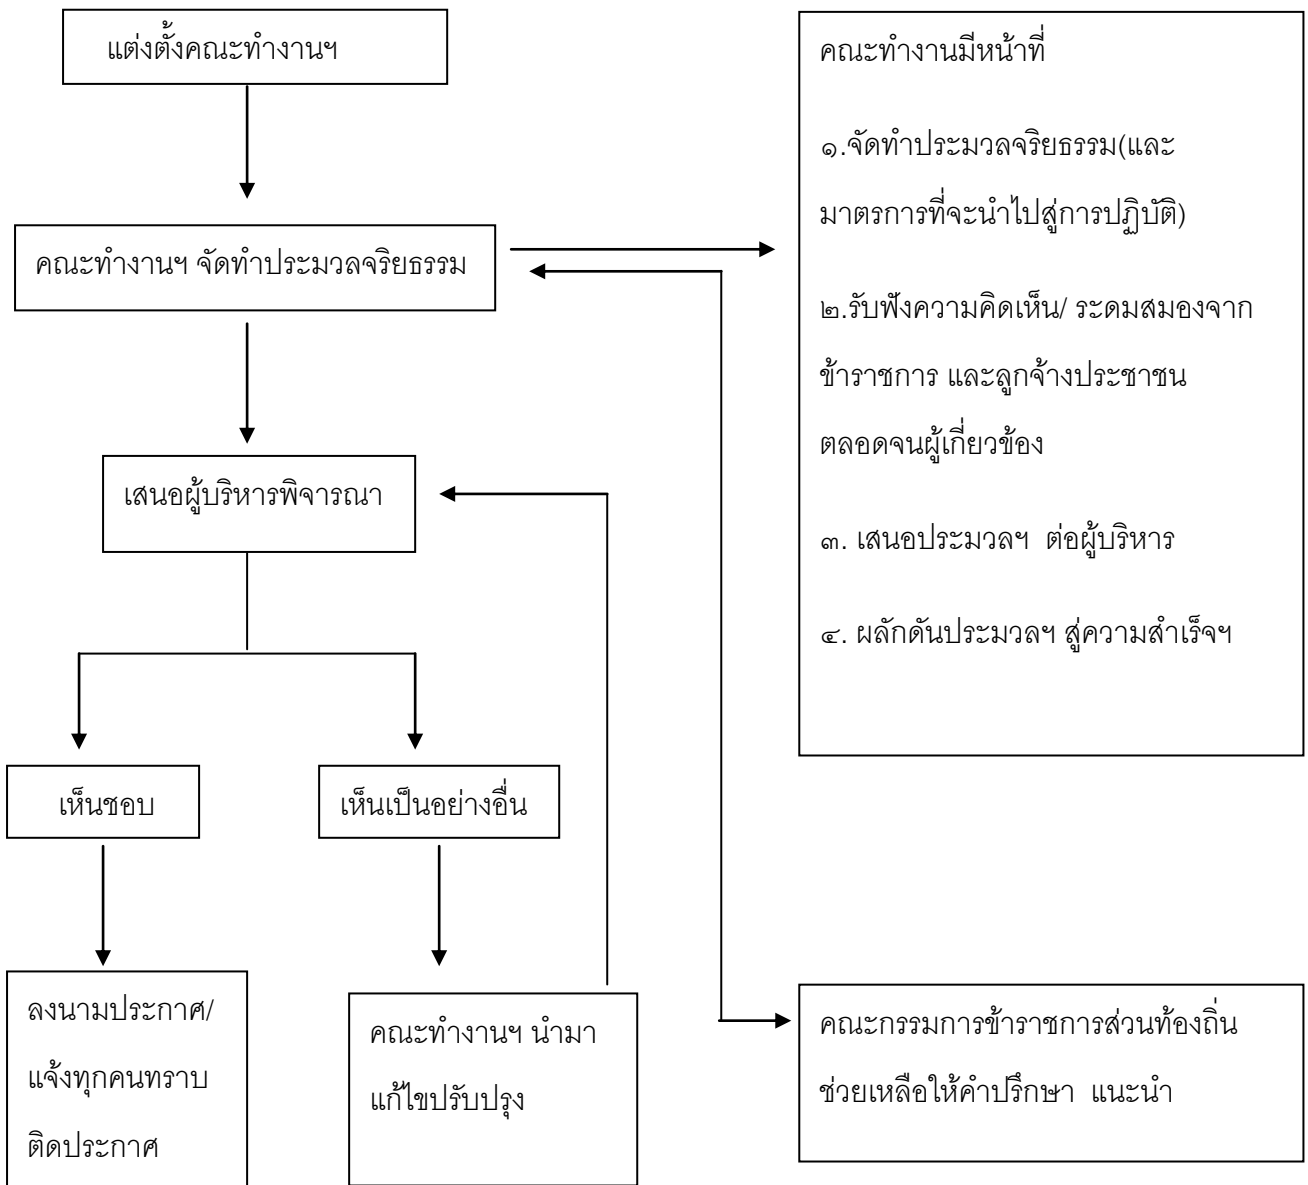 แต่งตั้งคณะทำงานฯ
คณะทำงานฯ จัดทำประมวลจริยธรรม
เสนอผู้บริหารพิจารณา
เห็นชอบ
เห็นเป็นอย่างอื่น
ลงนามประกาศ/
แจ้งทุกคนทราบ
ติดประกาศ
คณะทำงานฯ นำมา
แก้ไขปรับปรุง
คณะทำงานมีหน้าที่
๑.จัดทำประมวลจริยธรรม(และ
มาตรการที่จะนำไปสู่การปฏิบัติ)
๒.รับฟังความคิดเห็น/ ระดมสมองจาก
ข้าราชการ และลูกจ้างประชาชน
ตลอดจนผู้เกี่ยวข้อง
๓. เสนอประมวลฯ ต่อผู้บริหาร
๔. ผลักดันประมวลฯ สู่ความสำเร็จฯ
คณะกรรมการข้าราชการส่วนท้องถิ่น
ช่วยเหลือให้คำปรึกษา แนะนำ